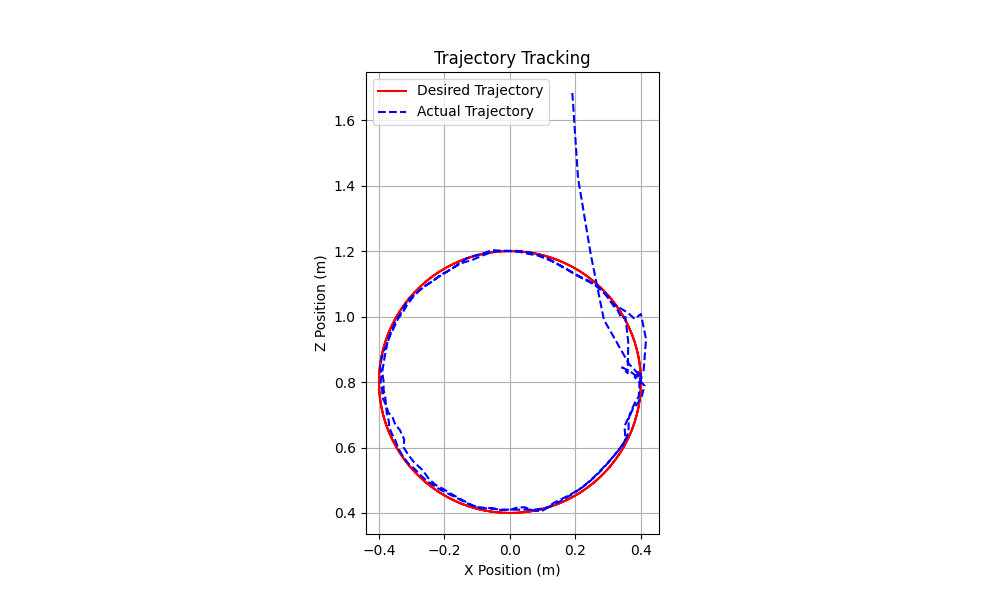 Trajectory Tracking
Desired Trajectory
Actual Trajectory
1.6
1.4
1.2
1.0
0.8
0.6
0.4
Z Position (m)
−0.4 −0.2 0.0 0.2 0.4
X Position (m)